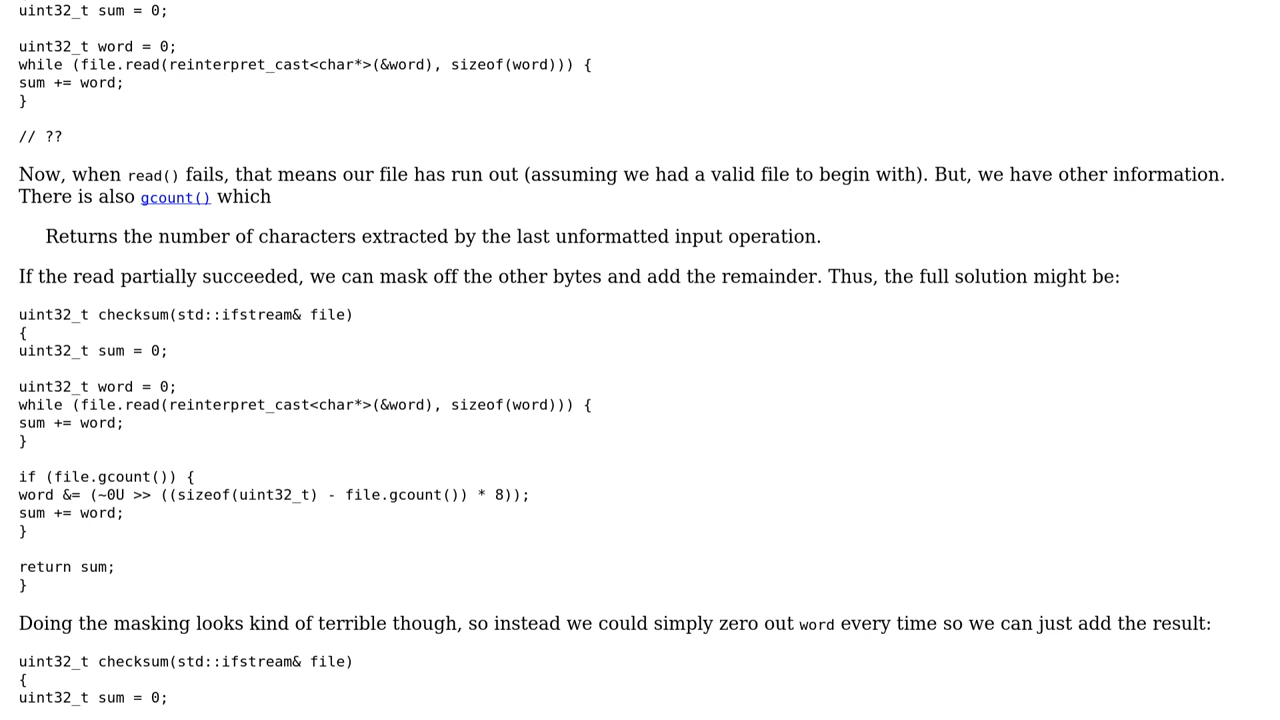 uint32_t sum = 0;
uint32_t word = 0;
while (file.read(reinterpret_cast<char*>(&word), sizeof(word))) {
sum += word;
}
// ??
Now, when read() fails, that means our file has run out (assuming we had a valid file to begin with). But, we have other information.
There is also gcount() which
Returns the number of characters extracted by the last unformatted input operation.
If the read partially succeeded, we can mask off the other bytes and add the remainder. Thus, the full solution might be:
uint32_t checksum(std::ifstream& file)
{
uint32_t sum = 0;
uint32_t word = 0;
while (file.read(reinterpret_cast<char*>(&word), sizeof(word))) {
sum += word;
}
if (file.gcount()) {
word &= (~0U >> ((sizeof(uint32_t) - file.gcount()) * 8));
sum += word;
}
return sum;
}
Doing the masking looks kind of terrible though, so instead we could simply zero out word every time so we can just add the result:
uint32_t checksum(std::ifstream& file)
{
uint32_t sum = 0;